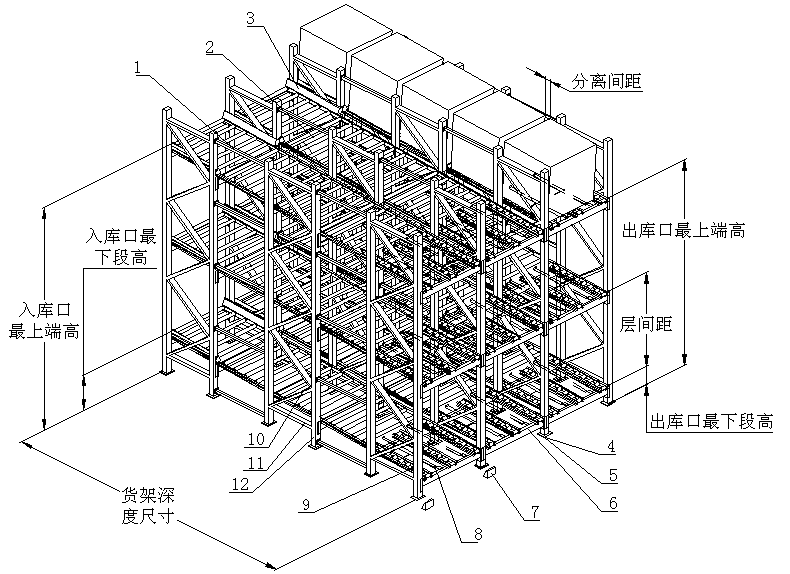 3
2
1
分离间距
入库口最
下段高
出库口最上端高
入库口
最上端高
层间距
出库口最下段高
10
11
12
4
5
6
7
8
9
货架深
度尺寸